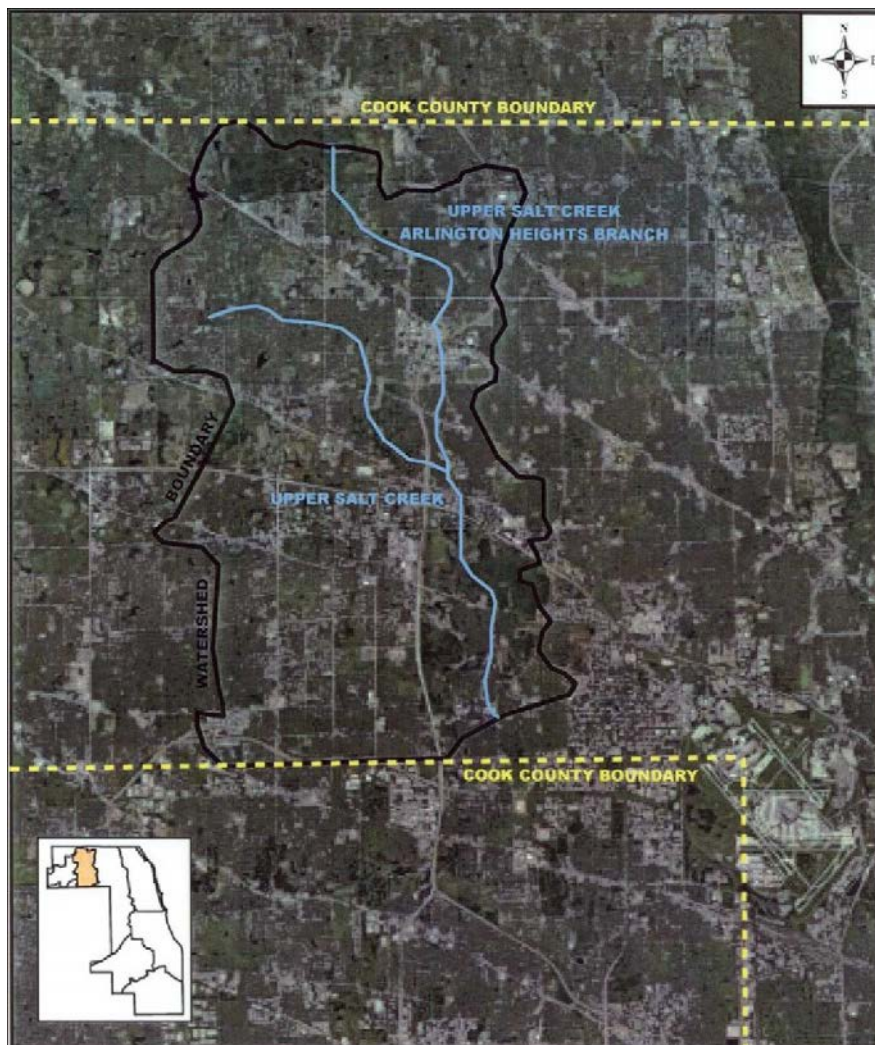 N
W E
S
COOK COUNTY BOUNDARY
UPPER SALT CREEK
ARLINGTON HEIGHTS BRANCH
BOUNDARY
UPPER SALT CREEK
WATERSHED
COOK COUNTY BOUNDARY